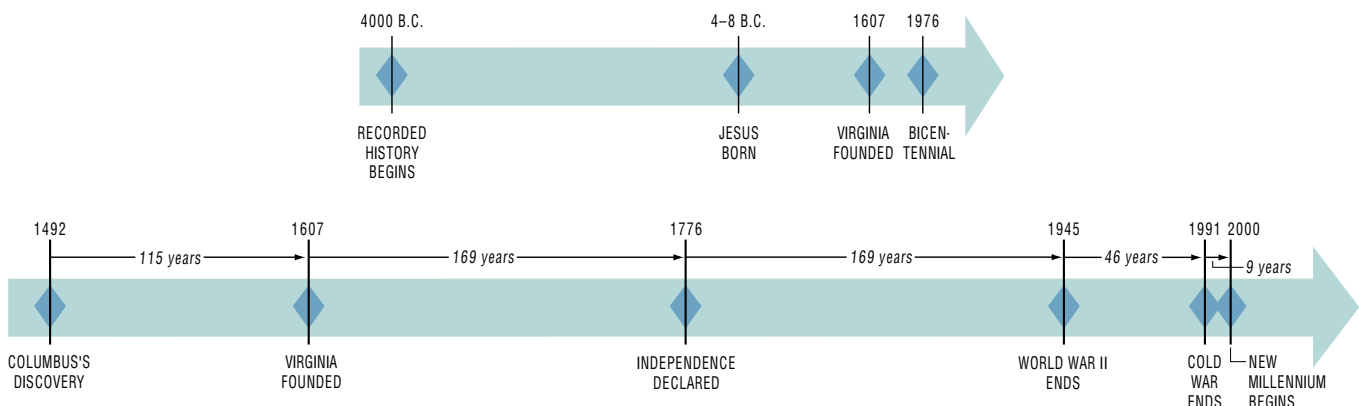 4000 B.C. 4–8 B.C. 1607 1976
RECORDED
HISTORY
BEGINS
JESUS
BORN
VIRGINIA
FOUNDED
BICEN-
TENNIAL
1492 1607 1776 1945 1991 2000
115 years 169 years 169 years 46 years 9 years
COLUMBUS'S
DISCOVERY
VIRGINIA
FOUNDED
INDEPENDENCE
DECLARED
WORLD WAR II
ENDS
COLD
WAR
ENDS
NEW
MILLENNIUM
BEGINS